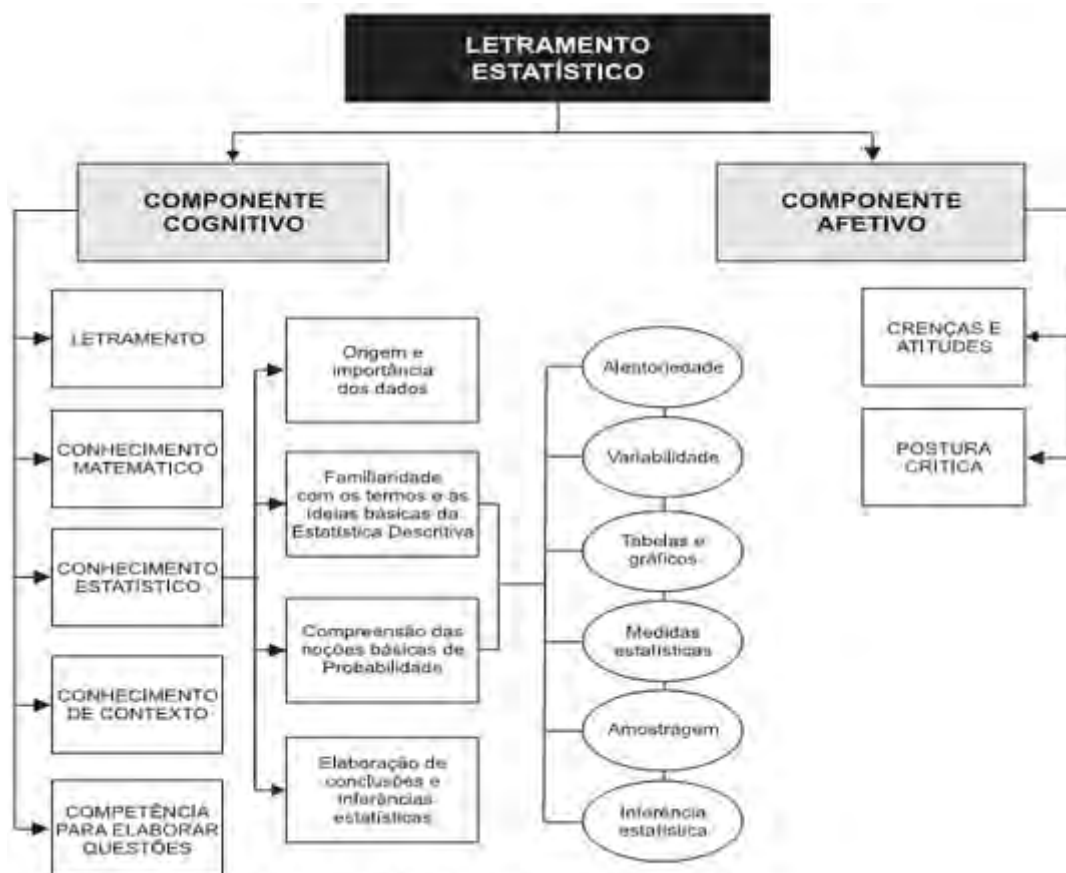 LETRAMENTO
ESTATÍSTICO
COMPONENTE
COGNITIVO
COMPONENTE
AFETIVO
LETRAMENTO
CONHECIMENTO
MATEMÁTICO
CONHECIMENTO
ESTATÍSTICO
CONHECIMENTO
DE CONTEXTO
COMPETÊNCIA
PARA ELABORAR
QUESTÕES
Origem e
importância
dos dados
Familiaridade
com os termos e as
ideias básicas da
Estatística Descritiva
Compreensão das
noções básicas de
Probabilidade
Elaboração de
conclusões e
inferências
estatísticas
Aleatoriedade
Variabilidade
Tabelas e
gráficos
Medidas
estatísticas
Amostragem
Inferência
estatística
CRENÇAS E
ATITUDES
POSTURA
CRÍTICA